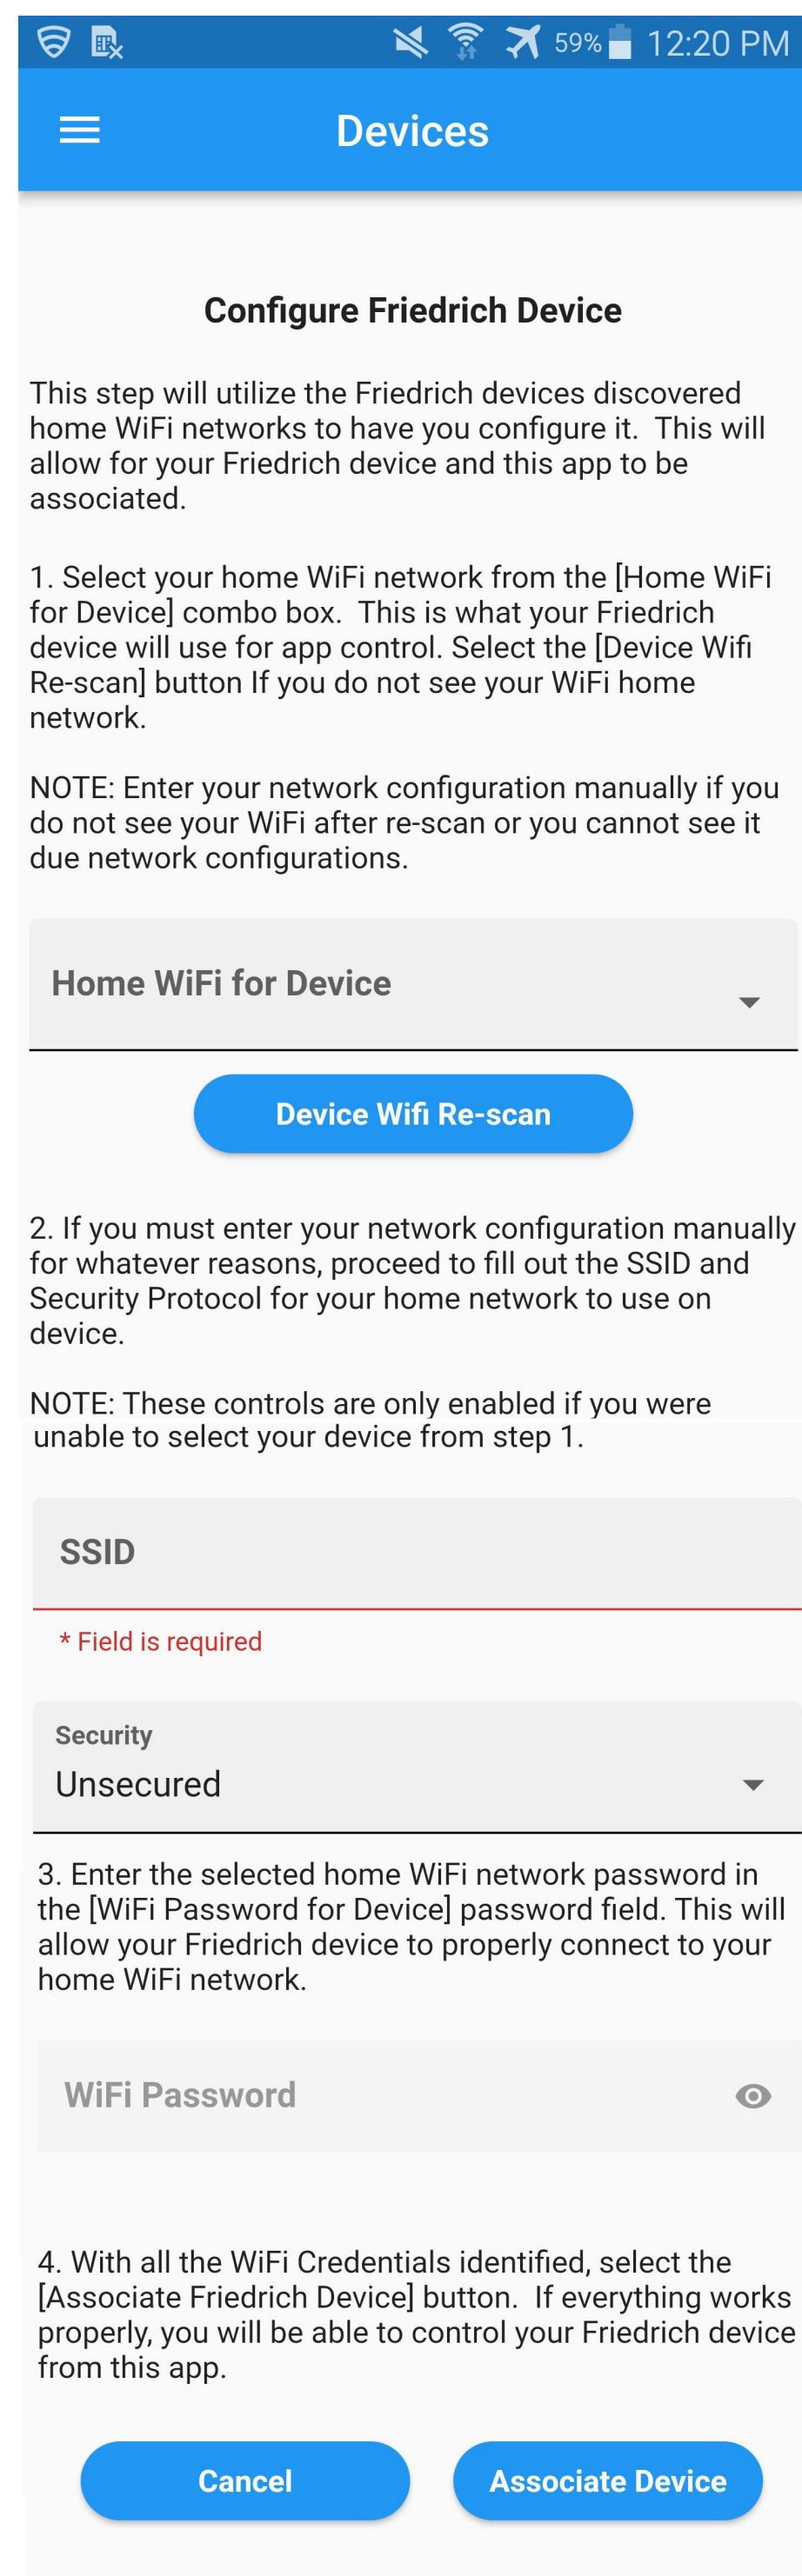 59% 12:20 PM
Devices
Configure Friedrich Device
This step will utilize the Friedrich devices discovered
home WiFi networks to have you configure it.  This will
allow for your Friedrich device and this app to be
associated.
1. Select your home WiFi network from the [Home WiFi
for Device] combo box.  This is what your Friedrich
device will use for app control. Select the [Device Wifi
Re-scan] button If you do not see your WiFi home
network.
NOTE: Enter your network configuration manually if you
do not see your WiFi after re-scan or you cannot see it
due network configurations.
Home WiFi for Device
Device Wifi Re-scan
2. If you must enter your network configuration manually
for whatever reasons, proceed to fill out the SSID and
Security Protocol for your home network to use on
device.
NOTE: These controls are only enabled if you were
unable to select your device from step 1.
SSID
* Field is required
Security
Unsecured
3. Enter the selected home WiFi network password in
the [WiFi Password for Device] password field. This will
allow your Friedrich device to properly connect to your
home WiFi network.
WiFi Password
4. With all the WiFi Credentials identified, select the
[Associate Friedrich Device] button.  If everything works
properly, you will be able to control your Friedrich device
from this app.
Cancel Associate Device